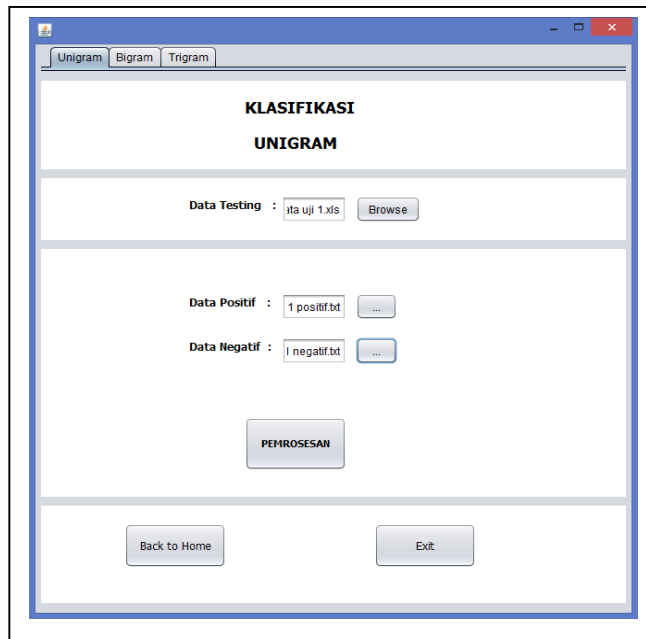 Unigram Bigram Trigram
KLASIFIKASI
UNIGRAM
Data Testing : ata uji 1.xls Browse
Data Positif : 1 positif.txt ...
Data Negatif : negatif.txt ...
PEMROSESAN
Back to Home Exit